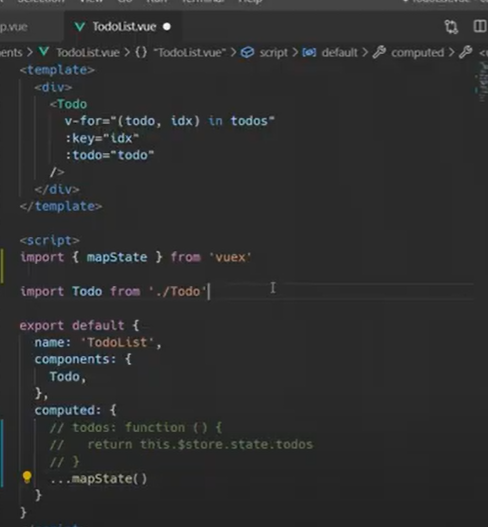 p.vue
TodoList.vue
ents > TodoList.vue > {} "TodoList.vue" > script > default > computed >
<template>
<div>
<Todo
v-for="(todo, idx) in todos"
:key="idx"
:todo="todo"
/>
</div>
</template>
<script>
import { mapState } from 'vuex'
import Todo from './Todo'
export default {
name: 'TodoList',
components: {
Todo,
},
computed: {
// todos: function () {
//   return this.$store.state.todos
// }
...mapState()
}
}